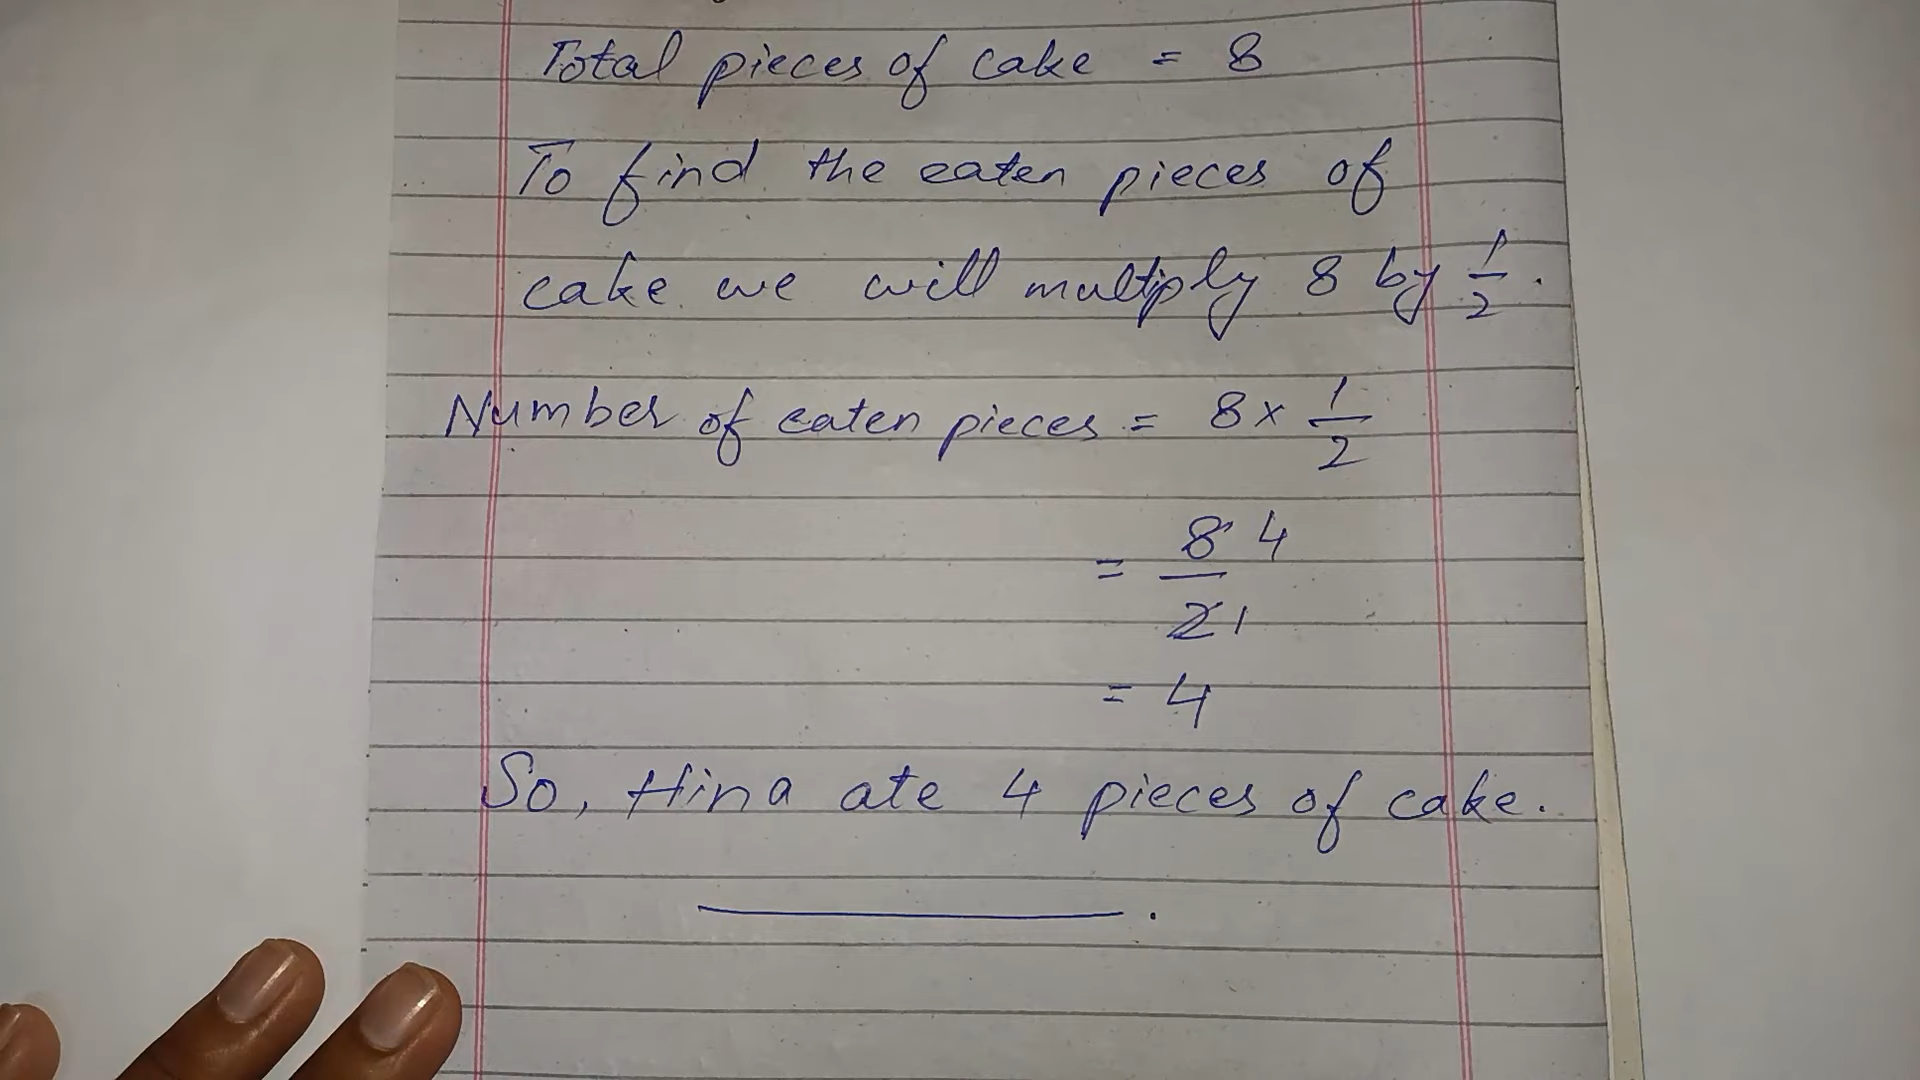 Total pieces of cake = 8
To find the eaten pieces of
cake we will multiply 8 by 1/2.
Number of eaten pieces = 8 x 1/2
= 8 4
2 1
= 4
So, Hina ate 4 pieces of cake.